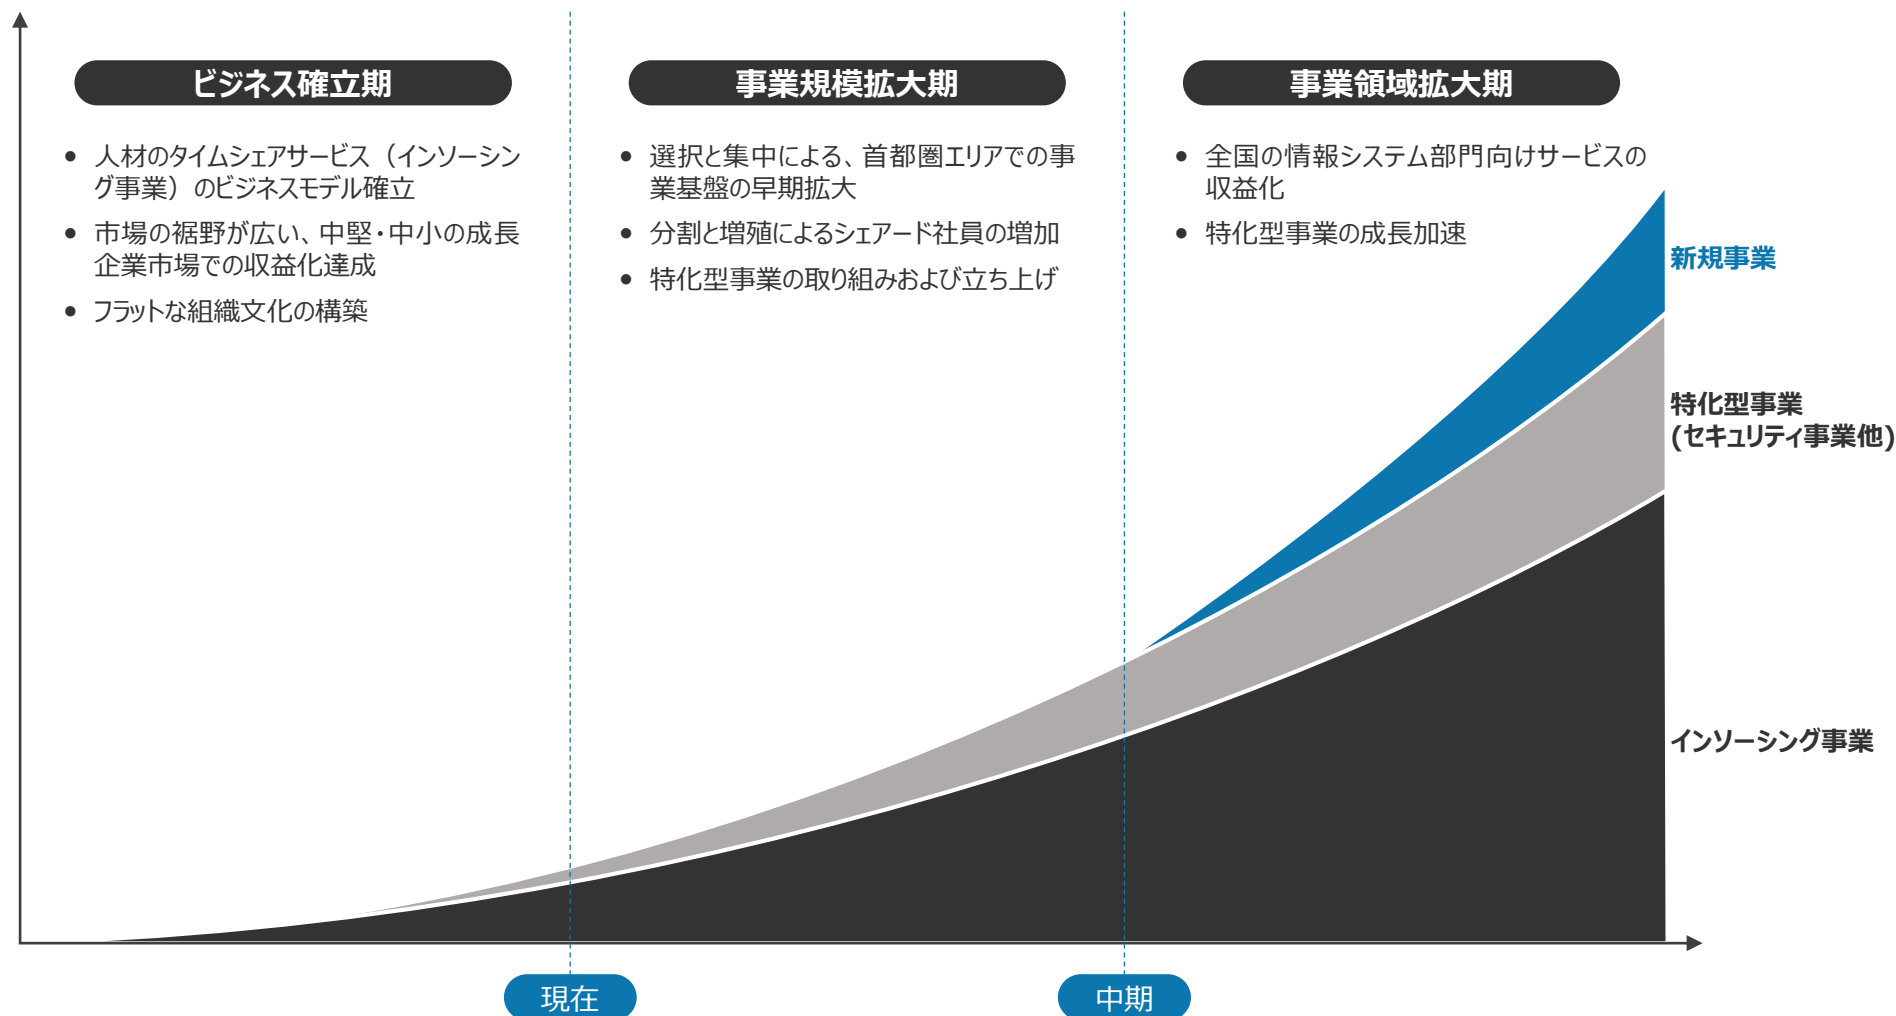 ビジネス確立期
• 人材のタイムシェアサービス（インソーシン
グ事業）のビジネスモデル確立
• 市場の裾野が広い、中堅・中小の成長
企業市場での収益化達成
• フラットな組織文化の構築
事業規模拡大期
• 選択と集中による、首都圏エリアでの事
業基盤の早期拡大
• 分割と増殖によるシェアード社員の増加
• 特化型事業の取り組みおよび立ち上げ
事業領域拡大期
• 全国の情報システム部門向けサービスの
収益化
• 特化型事業の成長加速
新規事業
特化型事業
(セキュリティ事業他)
インソーシング事業
現在
中期